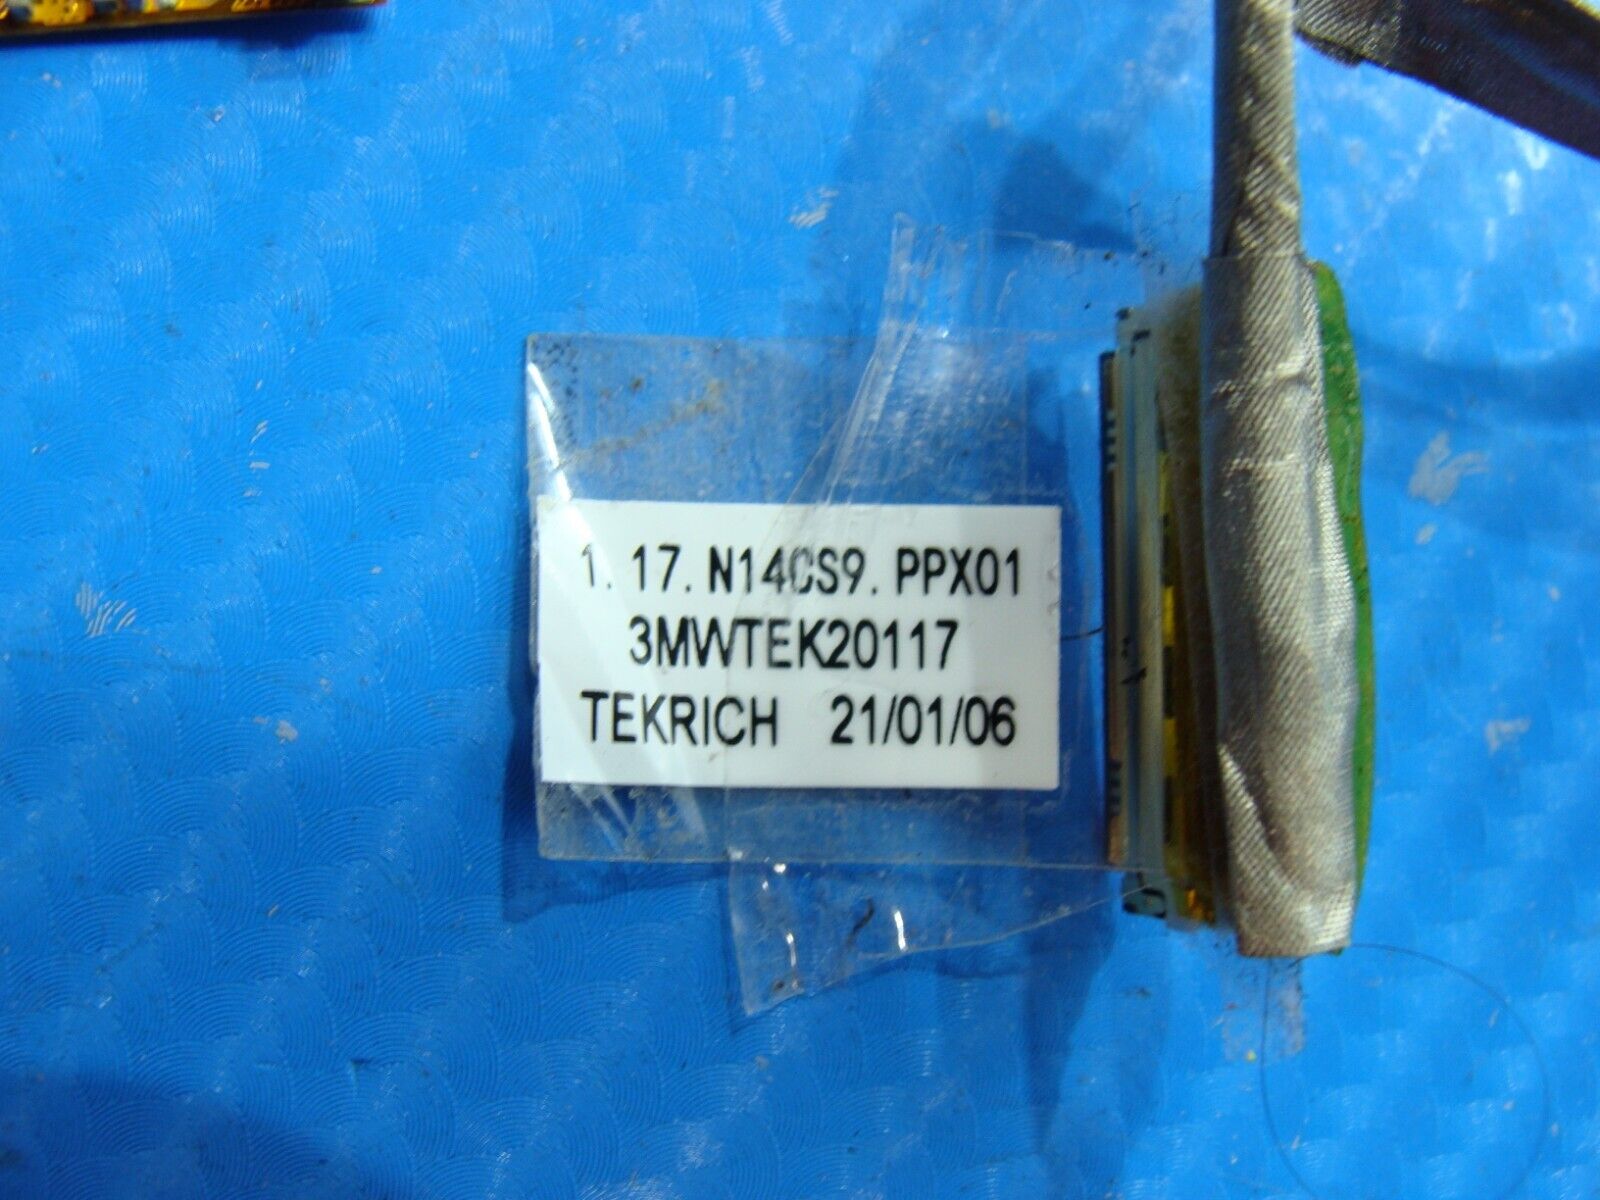 1. 17. N14CS9. PPX01
3MWTEK20117
TEKRICH 21/01/06